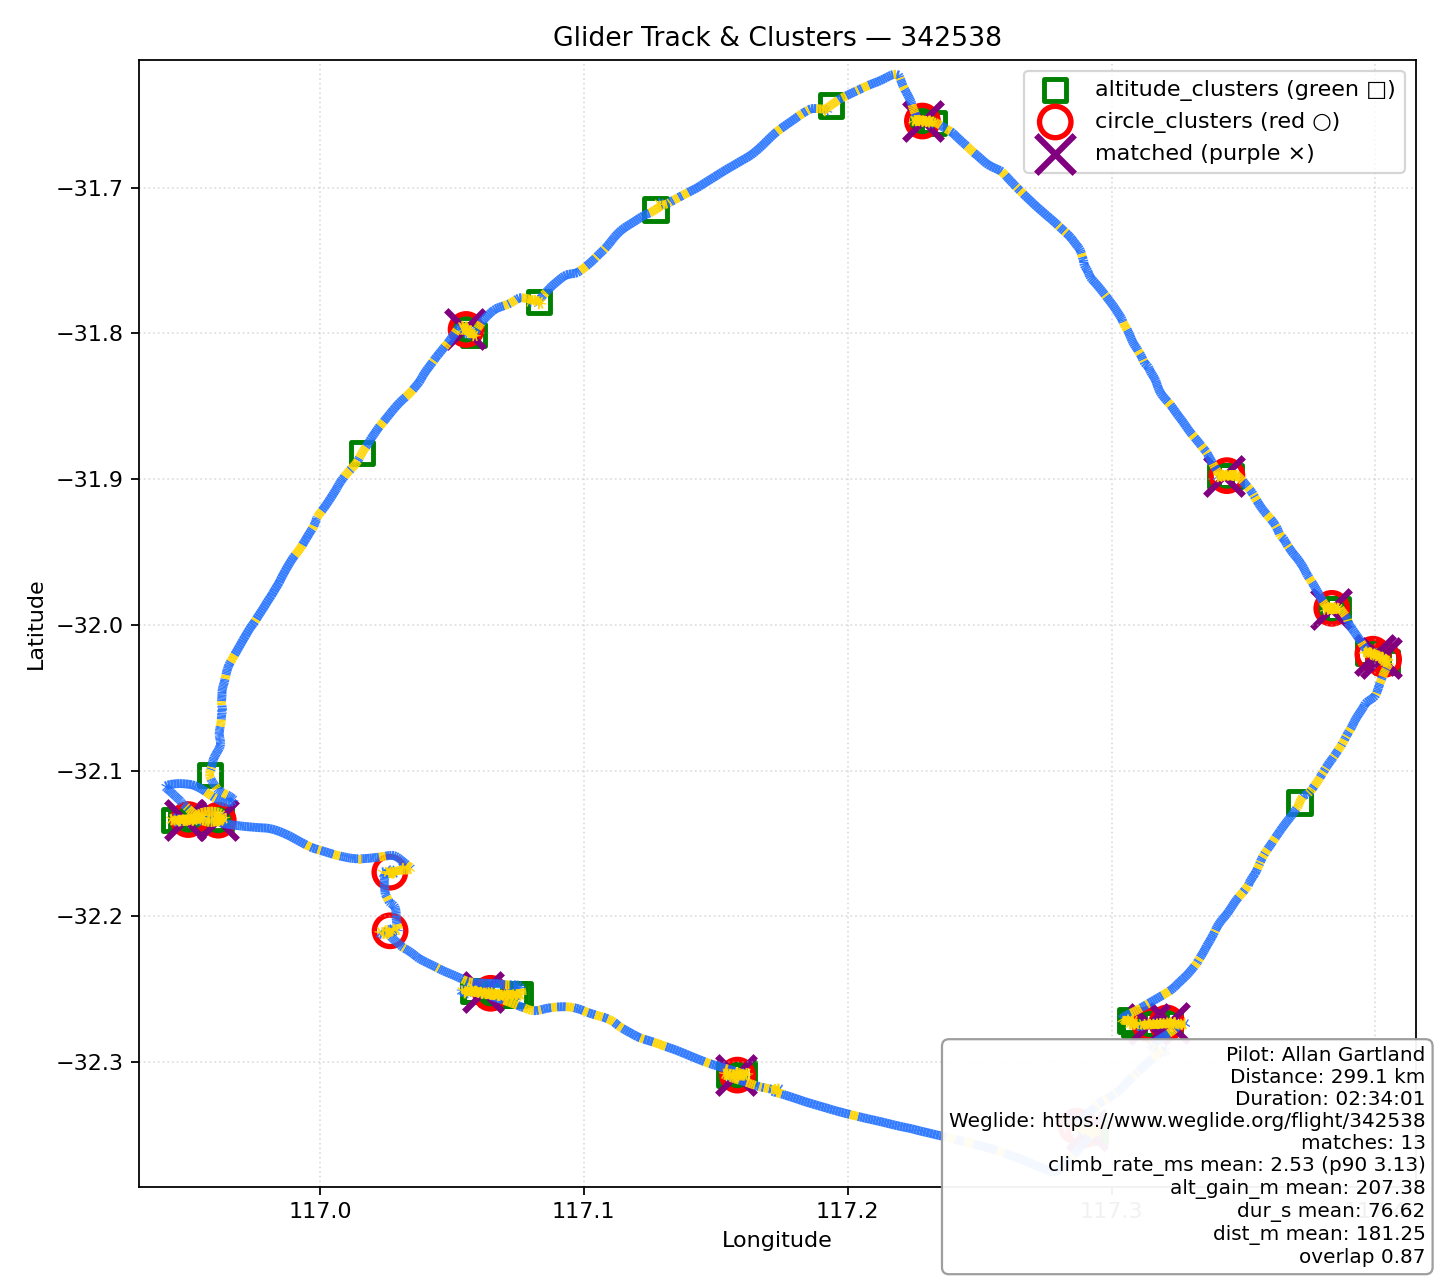 Glider Track & Clusters — 342538
altitude_clusters (green □)
circle_clusters (red ○)
matched (purple ×)
Latitude
−31.7
−31.8
−31.9
−32.0
−32.1
−32.2
−32.3
117.0
117.1
117.2
117.3
Longitude
Pilot: Allan Gartland
Distance: 299.1 km
Duration: 02:34:01
Weglide: https://www.weglide.org/flight/342538
matches: 13
climb_rate_ms mean: 2.53 (p90 3.13)
alt_gain_m mean: 207.38
dur_s mean: 76.62
dist_m mean: 181.25
overlap 0.87